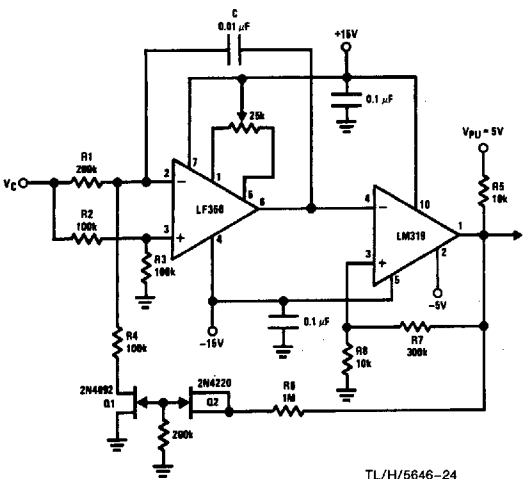 C
0.01 µF
+15V
0.1 µF
25k
VPU = 5V
R5
10k
VC
R1
200k
R2
100k
R3
100k
2
3
7
1
5
6
4
LF356
−
+
4
3
10
1
2
5
LM319
−
+
−5V
−15V
0.1 µF
R7
300k
R8
10k
R4
100k
2N4092
Q1
2N4220
Q2
R6
1M
200k
TL/H/5646–24